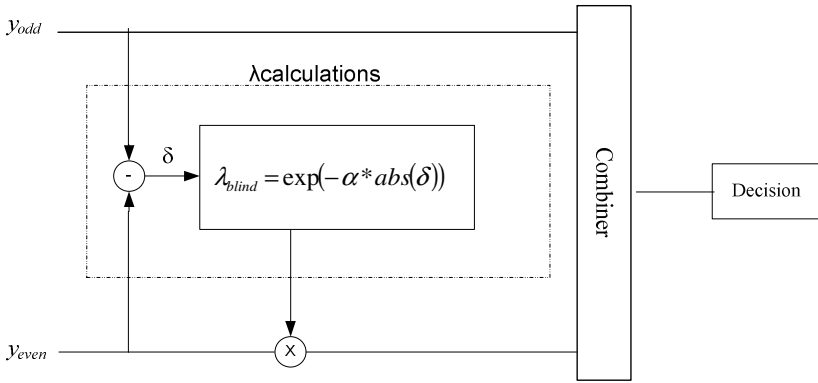 y_odd
λcalculations
δ
-
λ_blind = exp(-α*abs(δ))
Combiner
Decision
y_even
X